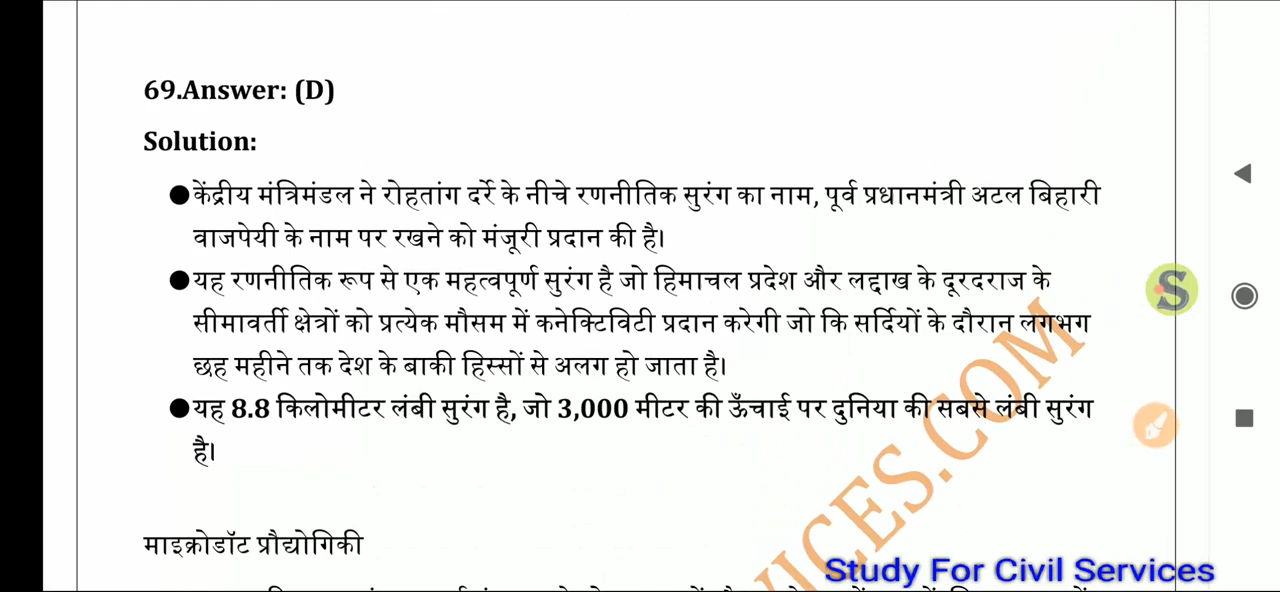 69.Answer: (D)
Solution:
●केंद्रीय मंत्रिमंडल ने रोहतांग दर्रे के नीचे रणनीतिक सुरंग का नाम, पूर्व प्रधानमंत्री अटल बिहारी
वाजपेयी के नाम पर रखने को मंजूरी प्रदान की है।
●यह रणनीतिक रूप से एक महत्वपूर्ण सुरंग है जो हिमाचल प्रदेश और लद्दाख के दूरदराज के
सीमावर्ती क्षेत्रों को प्रत्येक मौसम में कनेक्टिविटी प्रदान करेगी जो कि सर्दियों के दौरान लगभग
छह महीने तक देश के बाकी हिस्सों से अलग हो जाता है।
●यह 8.8 किलोमीटर लंबी सुरंग है, जो 3,000 मीटर की ऊँचाई पर दुनिया की सबसे लंबी सुरंग
है।
माइक्रोडॉट प्रौद्योगिकी
VICES.COM
Study For Civil Services
S